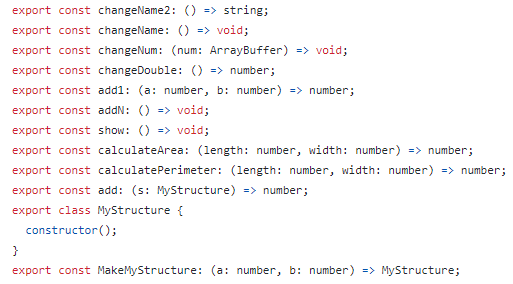 export const changeName2: () => string;
export const changeName: () => void;
export const changeNum: (num: ArrayBuffer) => void;
export const changeDouble: () => number;
export const add1: (a: number, b: number) => number;
export const addN: () => void;
export const show: () => void;
export const calculateArea: (length: number, width: number) => number;
export const calculatePerimeter: (length: number, width: number) => number;
export const add: (s: MyStructure) => number;
export class MyStructure {
  constructor();
}
export const MakeMyStructure: (a: number, b: number) => MyStructure;